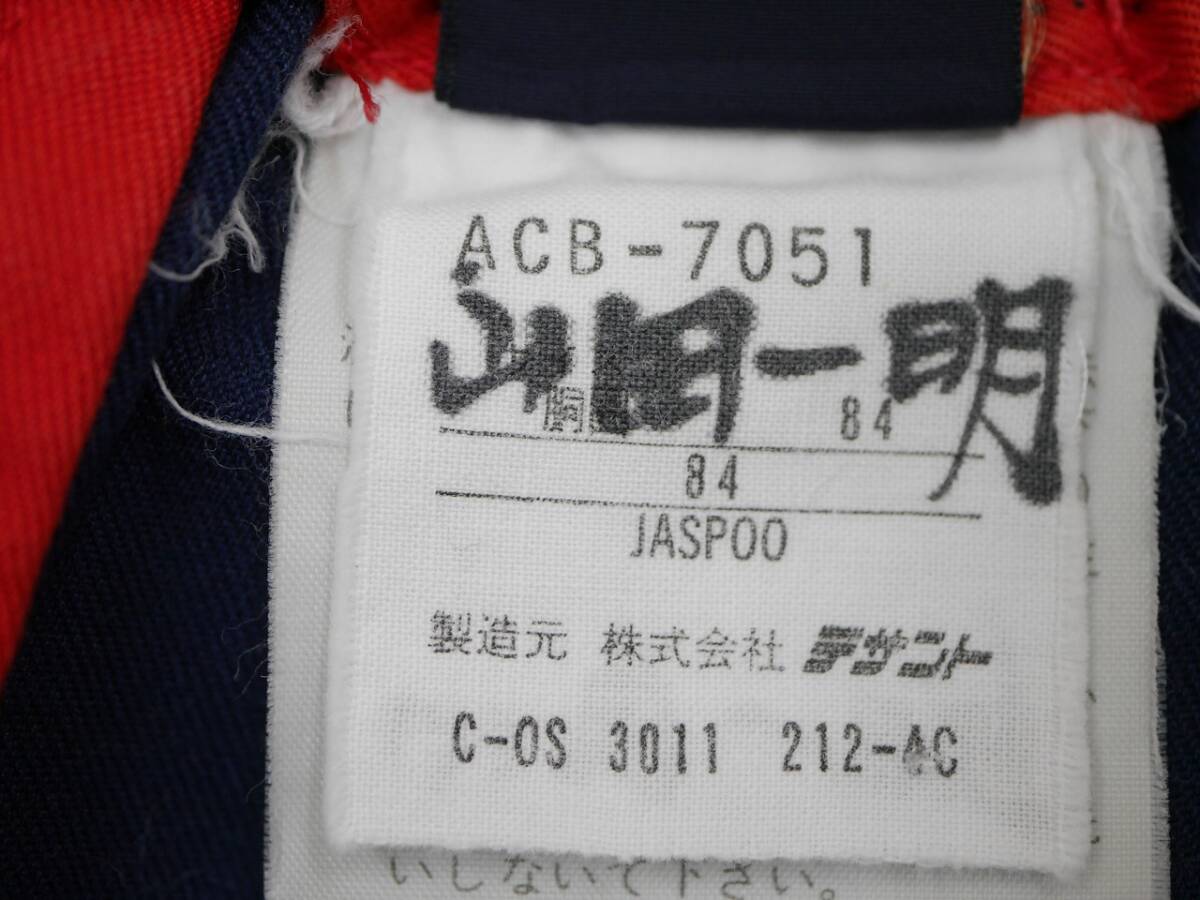 ACB-7051
山田一明
胴 84
84
JASPOO
製造元 株式会社 デサント
C-OS 3011 212-4C
いしないで下さい。